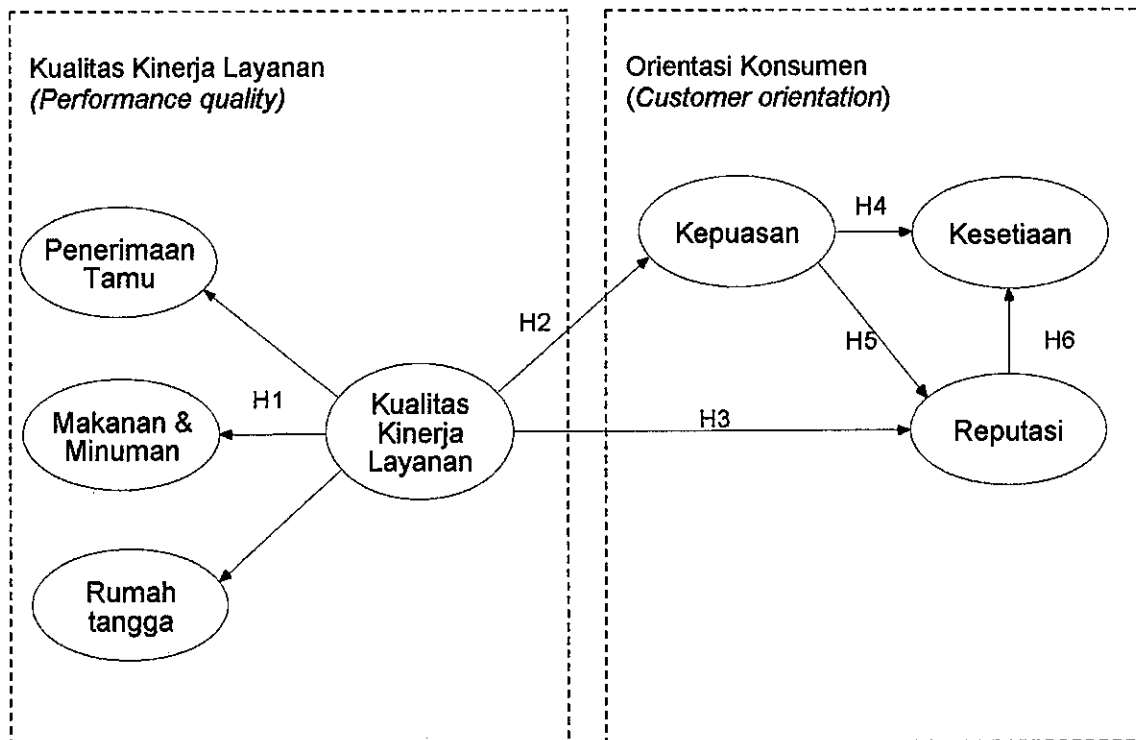 Kualitas Kinerja Layanan
(Performance quality)
Penerimaan
Tamu
Makanan &
Minuman
Rumah
tangga
H1
Kualitas
Kinerja
Layanan
H2
H3
Orientasi Konsumen
(Customer orientation)
Kepuasan
H4
Kesetiaan
H5
H6
Reputasi